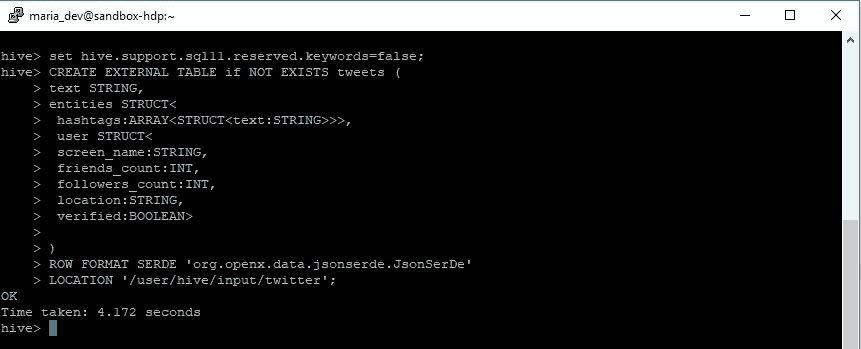 maria_dev@sandbox-hdp:~
hive> set hive.support.sql11.reserved.keywords=false;
hive> CREATE EXTERNAL TABLE if NOT EXISTS tweets (
    > text STRING,
    > entities STRUCT<
    >  hashtags:ARRAY<STRUCT<text:STRING>>>,
    >  user STRUCT<
    >  screen_name:STRING,
    >  friends_count:INT,
    >  followers_count:INT,
    >  location:STRING,
    >  verified:BOOLEAN>
    >
    > )
    > ROW FORMAT SERDE 'org.openx.data.jsonserde.JsonSerDe'
    > LOCATION '/user/hive/input/twitter';
OK
Time taken: 4.172 seconds
hive>